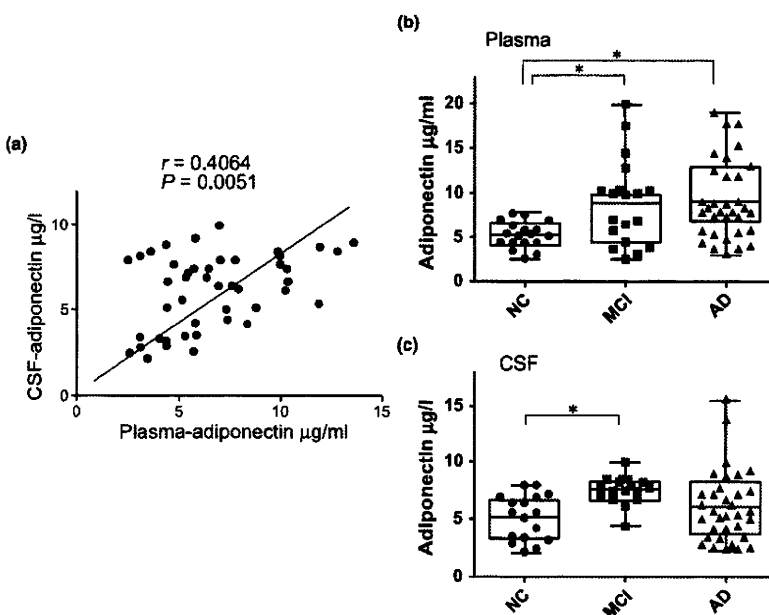 (a)
r = 0.4064
P = 0.0051
CSF-adiponectin µg/l
10
5
0
5
10
15
Plasma-adiponectin µg/ml
(b)
Plasma
*
*
Adiponectin µg/ml
20
15
10
5
0
NC
MCI
AD
(c)
CSF
*
Adiponectin µg/l
15
10
5
0
NC
MCI
AD